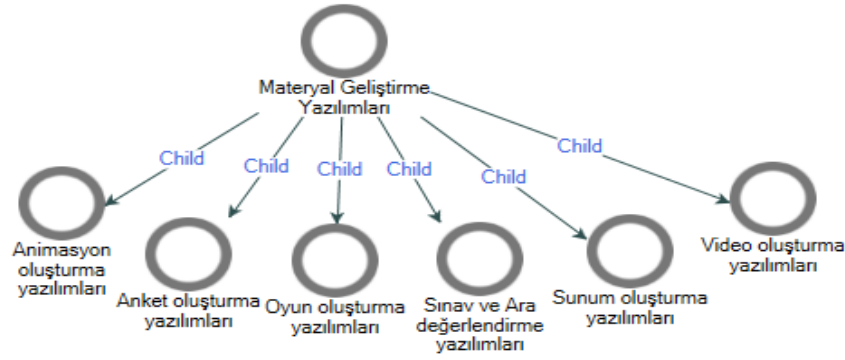 Materyal Geliştirme
Yazılımları
Child
Child
Child
Child
Child
Child
Animasyon
oluşturma
yazılımları
Anket oluşturma
yazılımları
Oyun oluşturma
yazılımları
Sınav ve Ara
değerlendirme
yazılımları
Sunum oluşturma
yazılımları
Video oluşturma
yazılımları